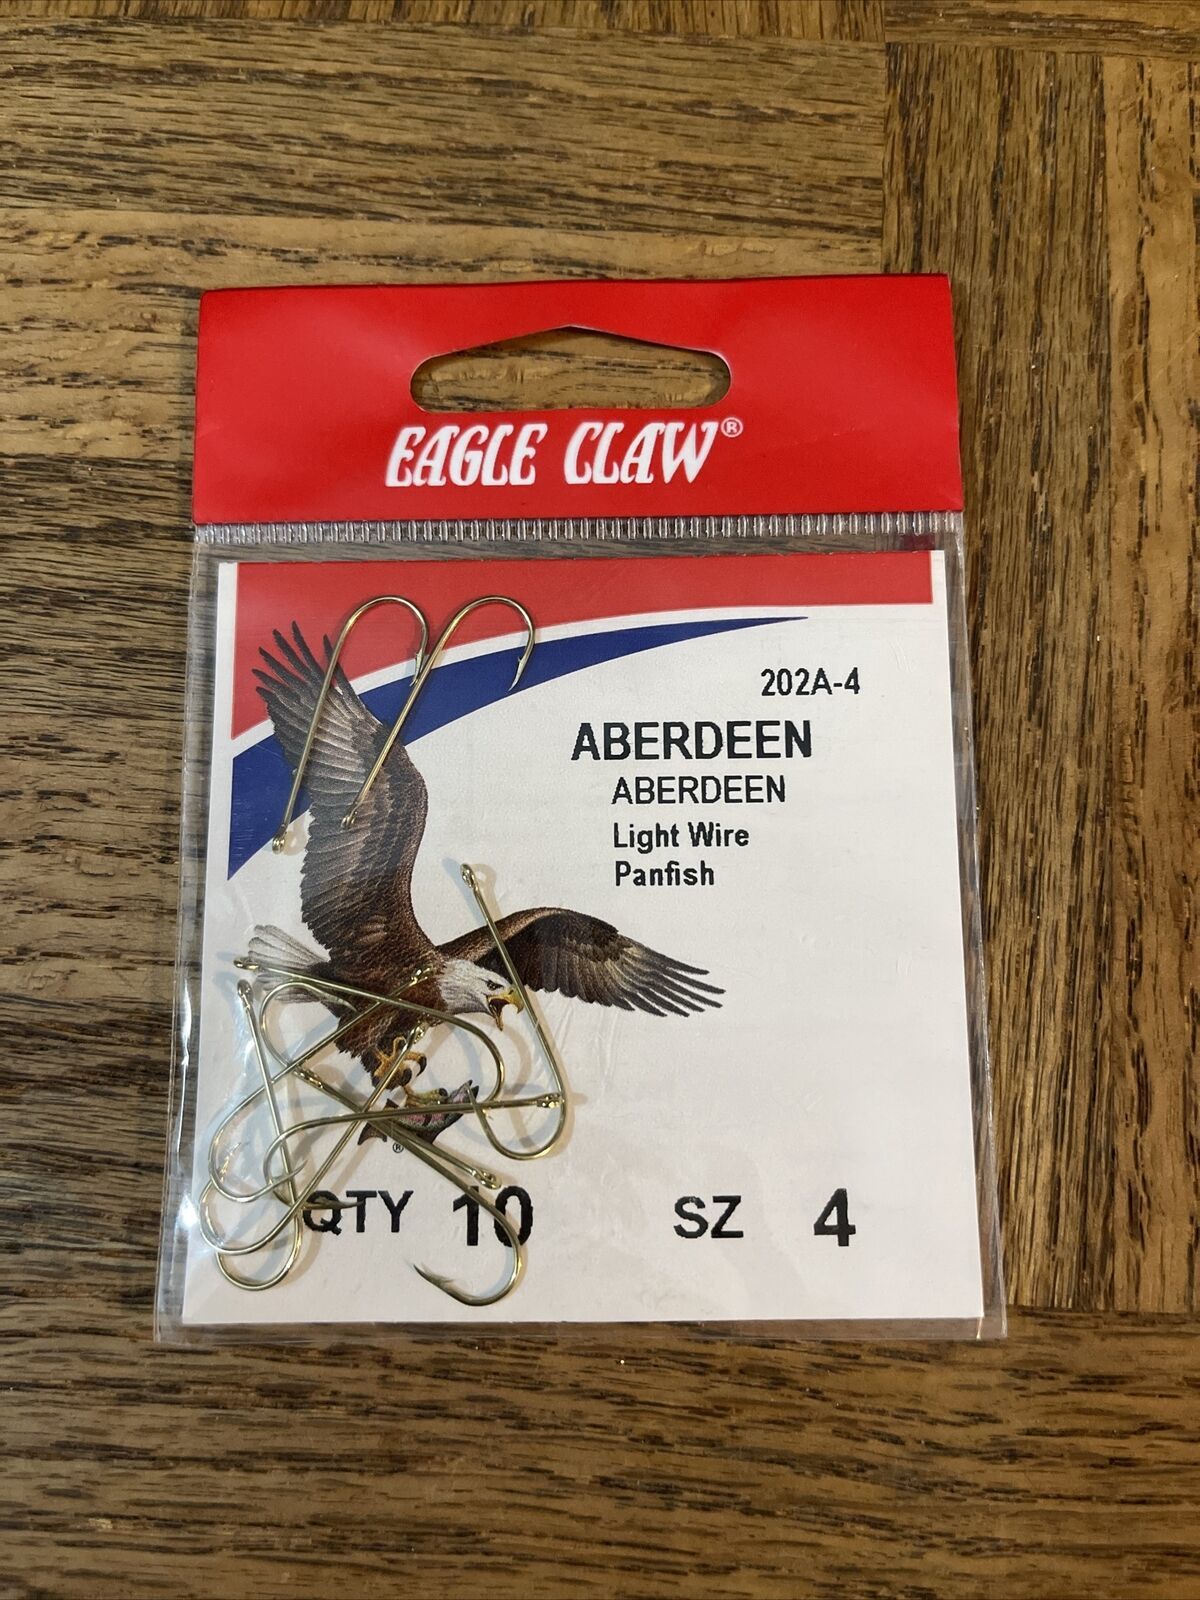 EAGLE CLAW®
202A-4
ABERDEEN
ABERDEEN
Light Wire
Panfish
®
QTY 10 SZ 4